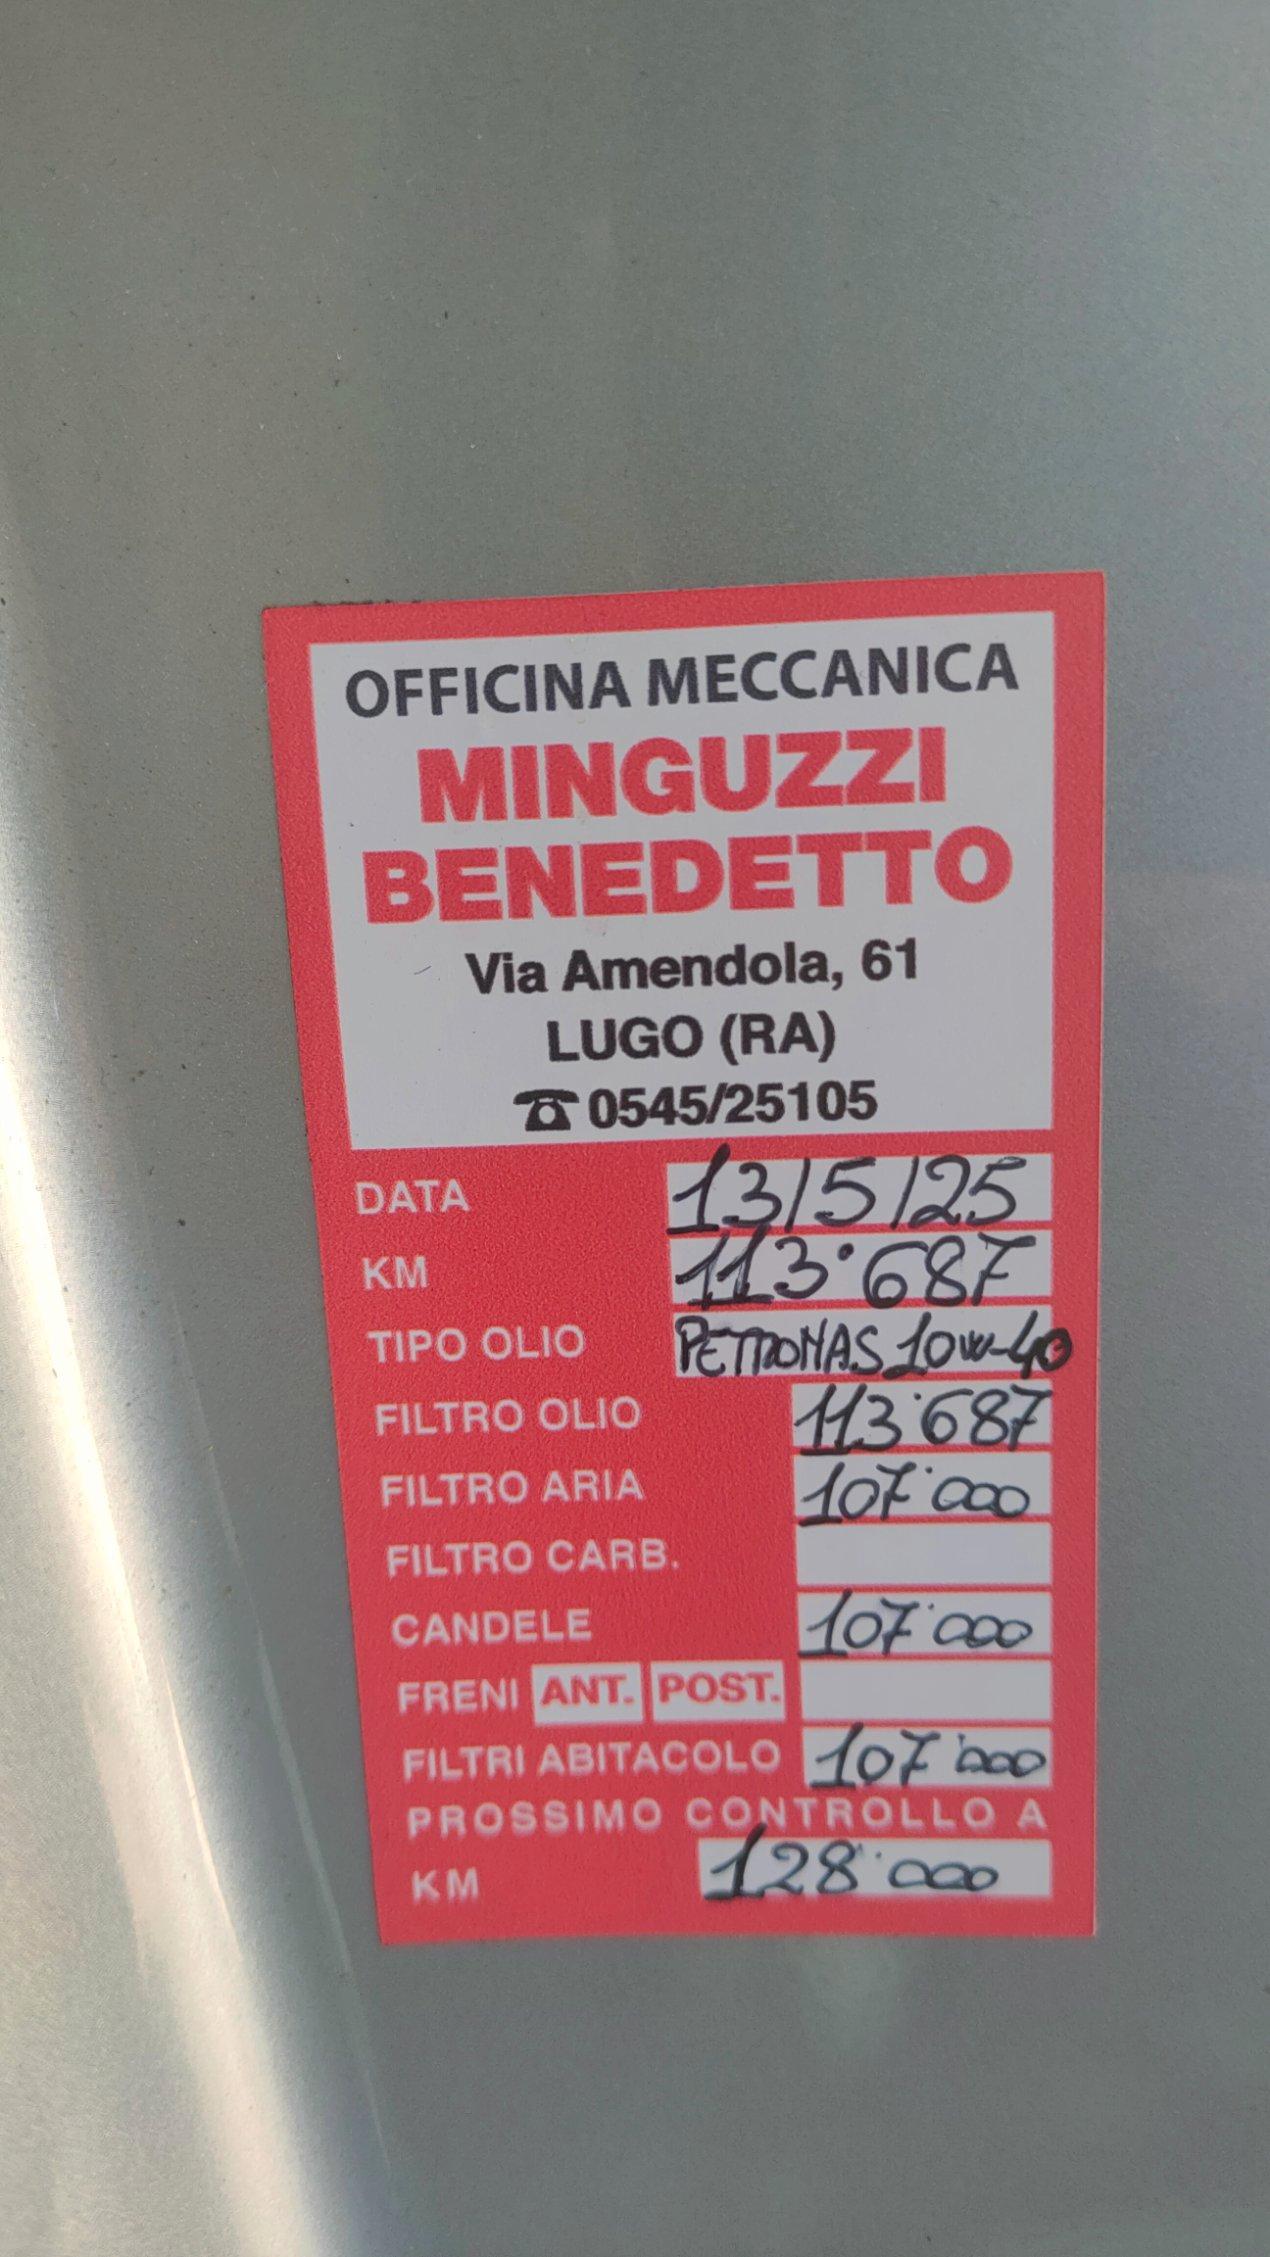 OFFICINA MECCANICA
MINGUZZI
BENEDETTO
Via Amendola, 61
LUGO (RA)
☎ 0545/25105
DATA 13/5/25
KM 113·687
TIPO OLIO PETRONAS 10W-40
FILTRO OLIO 113·687
FILTRO ARIA 107·000
FILTRO CARB.
CANDELE 107·000
FRENI ANT. POST.
FILTRI ABITACOLO 107·000
PROSSIMO CONTROLLO A
KM 128·000